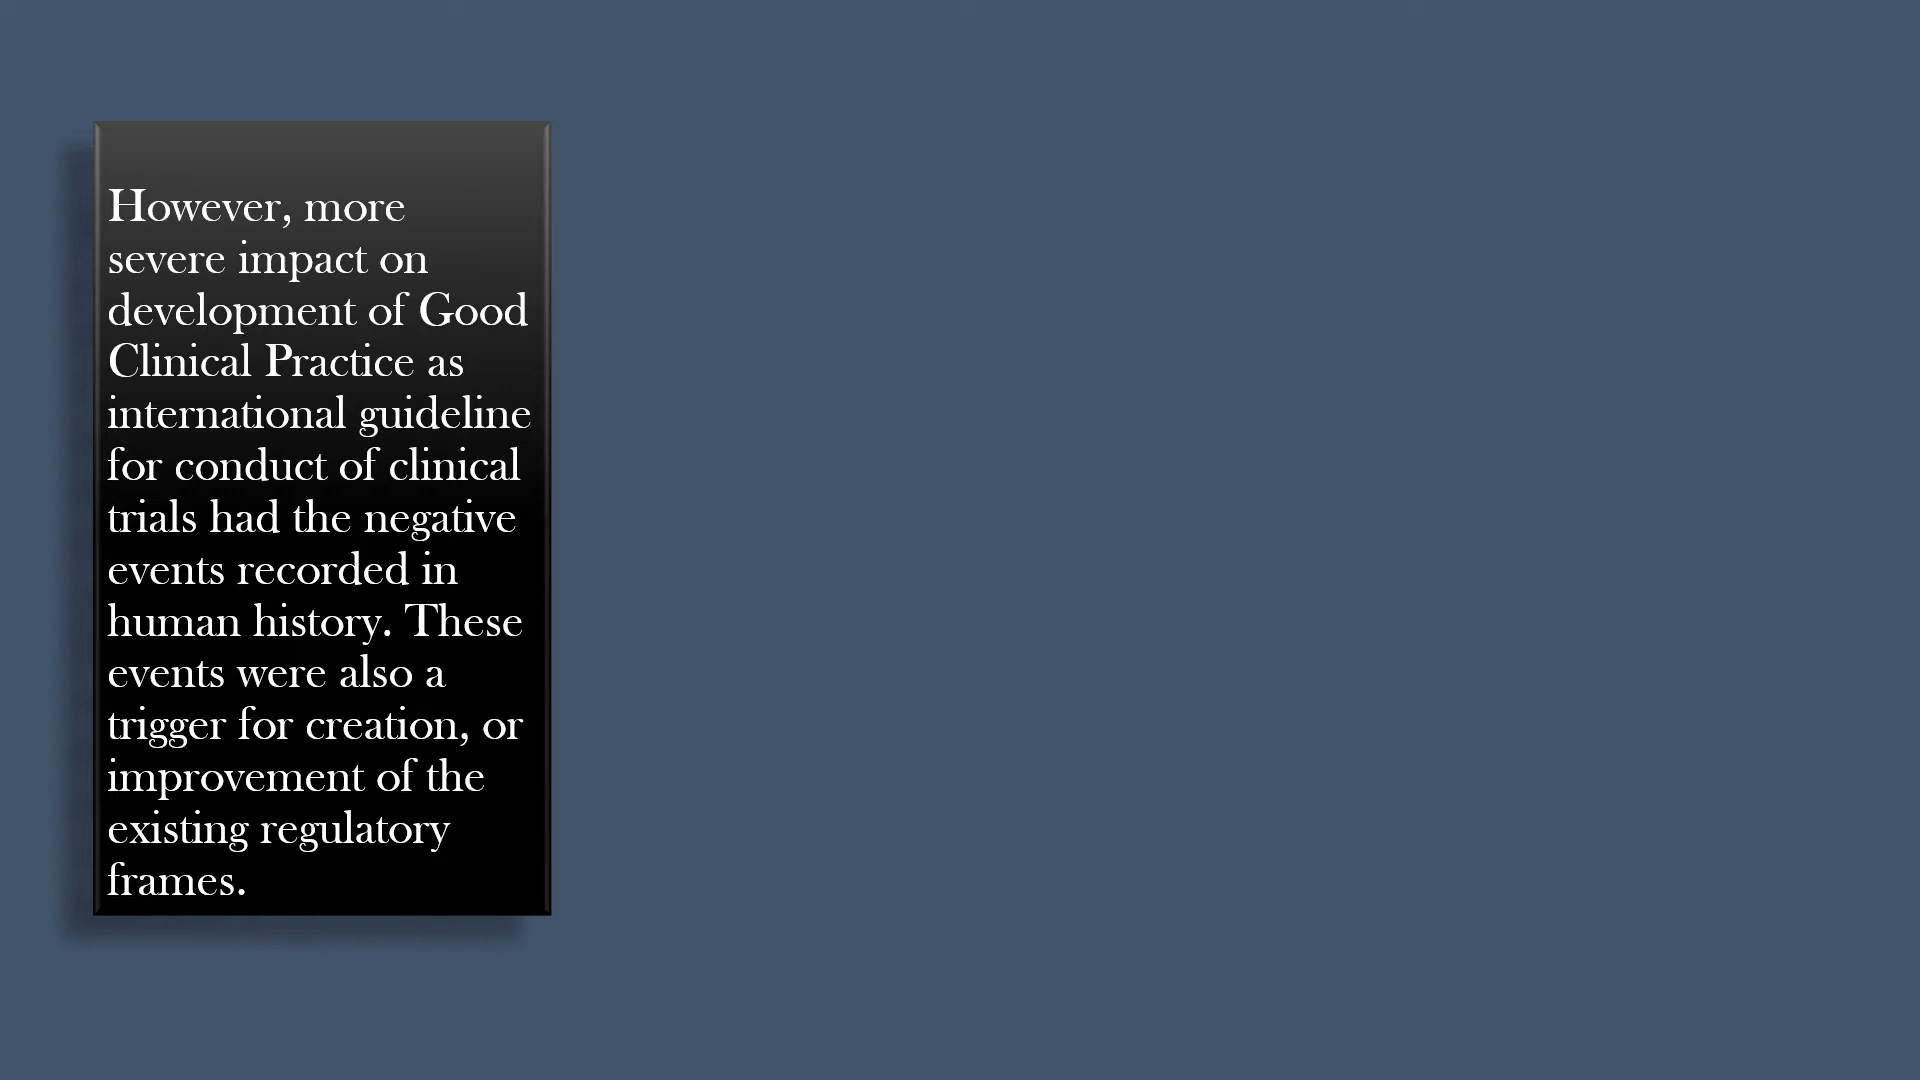 However, more
severe impact on
development of Good
Clinical Practice as
international guideline
for conduct of clinical
trials had the negative
events recorded in
human history. These
events were also a
trigger for creation, or
improvement of the
existing regulatory
frames.